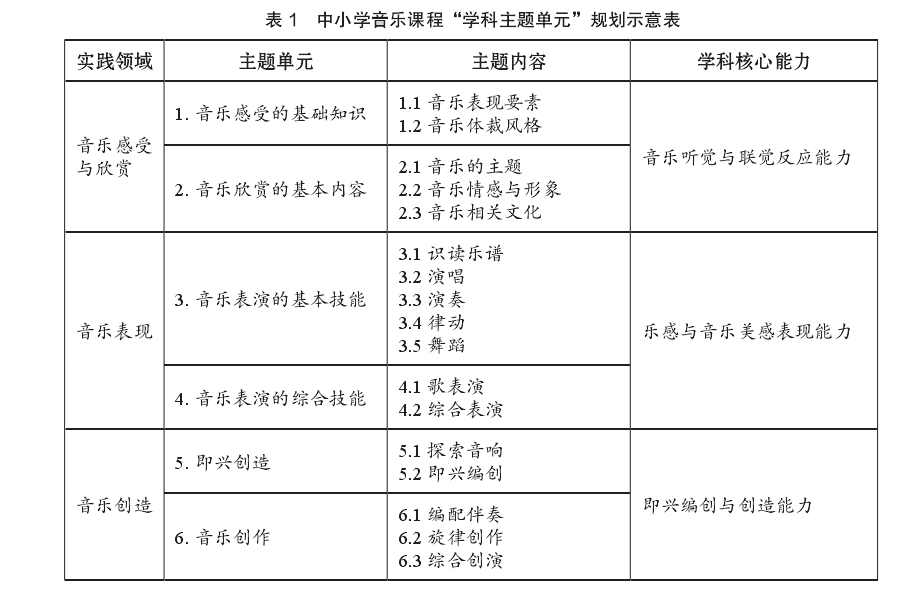 表 1 中小学音乐课程“学科主题单元”规划示意表
实践领域 主题单元 主题内容 学科核心能力
音乐感受
与欣赏
1. 音乐感受的基础知识
1.1 音乐表现要素
1.2 音乐体裁风格
2. 音乐欣赏的基本内容
2.1 音乐的主题
2.2 音乐情感与形象
2.3 音乐相关文化
音乐听觉与联觉反应能力
音乐表现
3. 音乐表演的基本技能
3.1 识读乐谱
3.2 演唱
3.3 演奏
3.4 律动
3.5 舞蹈
4. 音乐表演的综合技能
4.1 歌表演
4.2 综合表演
乐感与音乐美感表现能力
音乐创造
5. 即兴创造
5.1 探索音响
5.2 即兴编创
6. 音乐创作
6.1 编配伴奏
6.2 旋律创作
6.3 综合创演
即兴编创与创造能力